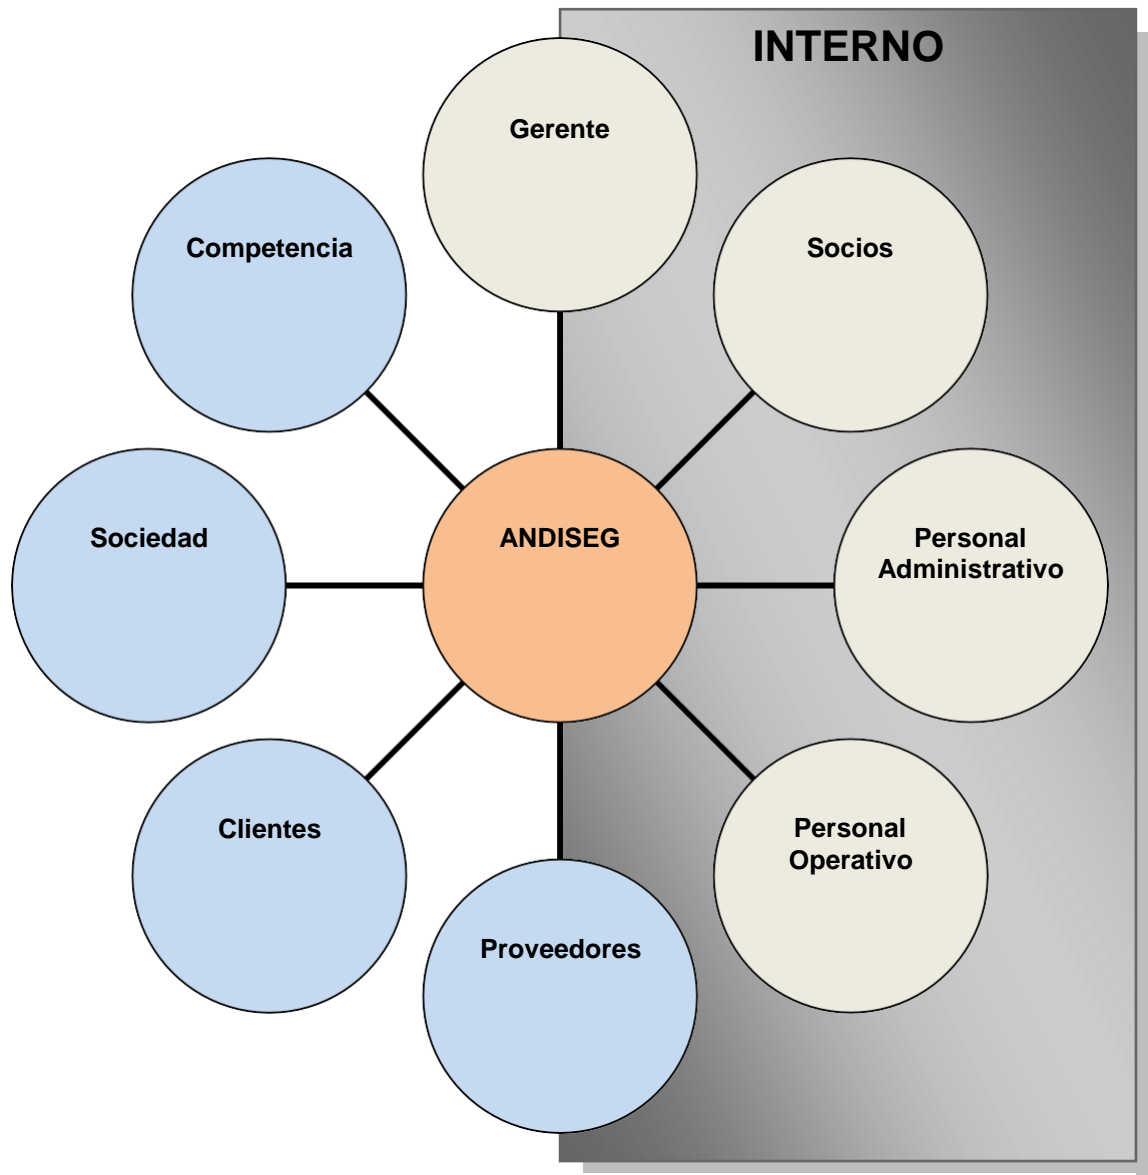 INTERNO
Gerente
Competencia
Socios
Sociedad
ANDISEG
Personal
Administrativo
Clientes
Personal
Operativo
Proveedores